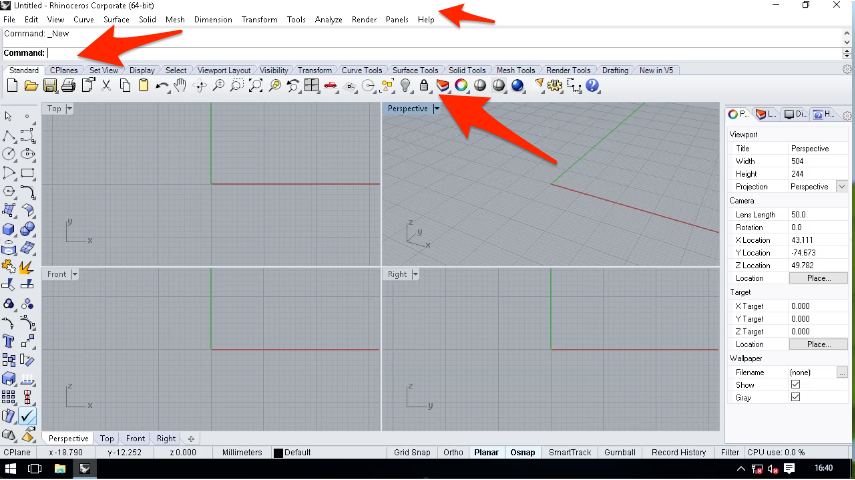 Untitled - Rhinoceros Corporate (64-bit)
File Edit View Curve Surface Solid Mesh Dimension Transform Tools Analyze Render Panels Help
Command: _New
Command:
Standard CPlanes Set View Display Select Viewport Layout Visibility Transform Curve Tools Surface Tools Solid Tools Mesh Tools Render Tools Drafting New in V5
Top
Perspective
P.. L.. Di.. H..
Viewport
Title Perspective
Width 504
Height 244
Projection Perspective
Camera
Lens Length 50.0
Rotation 0.0
X Location 43.111
Y Location -74.673
Z Location 49.782
Location Place...
Target
X Target 0.000
Y Target 0.000
Z Target 0.000
Location Place...
Wallpaper
Filename (none) ...
Show
Gray
y
x
z
y
x
Front
Right
z
x
z
y
Perspective Top Front Right
CPlane x-18.790 y-12.252 z 0.000 Millimeters Default Grid Snap Ortho Planar Osnap SmartTrack Gumball Record History Filter CPU use: 0.0 %
16:40